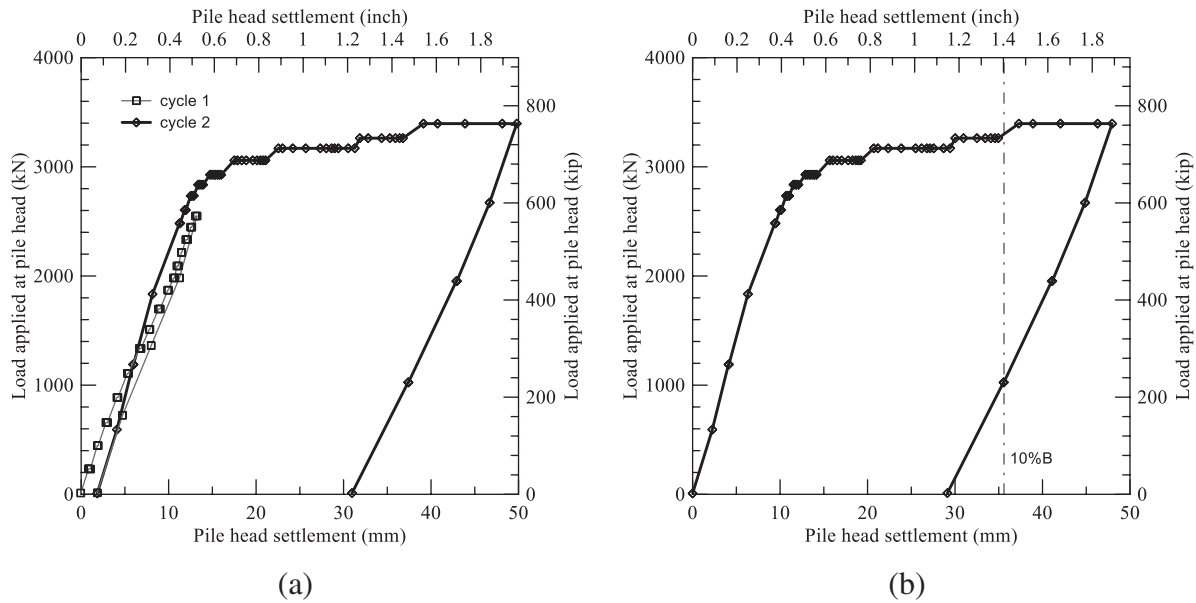 Pile head settlement (inch)
0 0.2 0.4 0.6 0.8 1 1.2 1.4 1.6 1.8
4000
3000
2000
1000
0
Load applied at pile head (kN)
cycle 1
cycle 2
800
600
400
200
0
Load applied at pile head (kip)
0 10 20 30 40 50
Pile head settlement (mm)
(a)
Pile head settlement (inch)
0 0.2 0.4 0.6 0.8 1 1.2 1.4 1.6 1.8
4000
3000
2000
1000
0
Load applied at pile head (kN)
10%B
800
600
400
200
0
Load applied at pile head (kip)
0 10 20 30 40 50
Pile head settlement (mm)
(b)